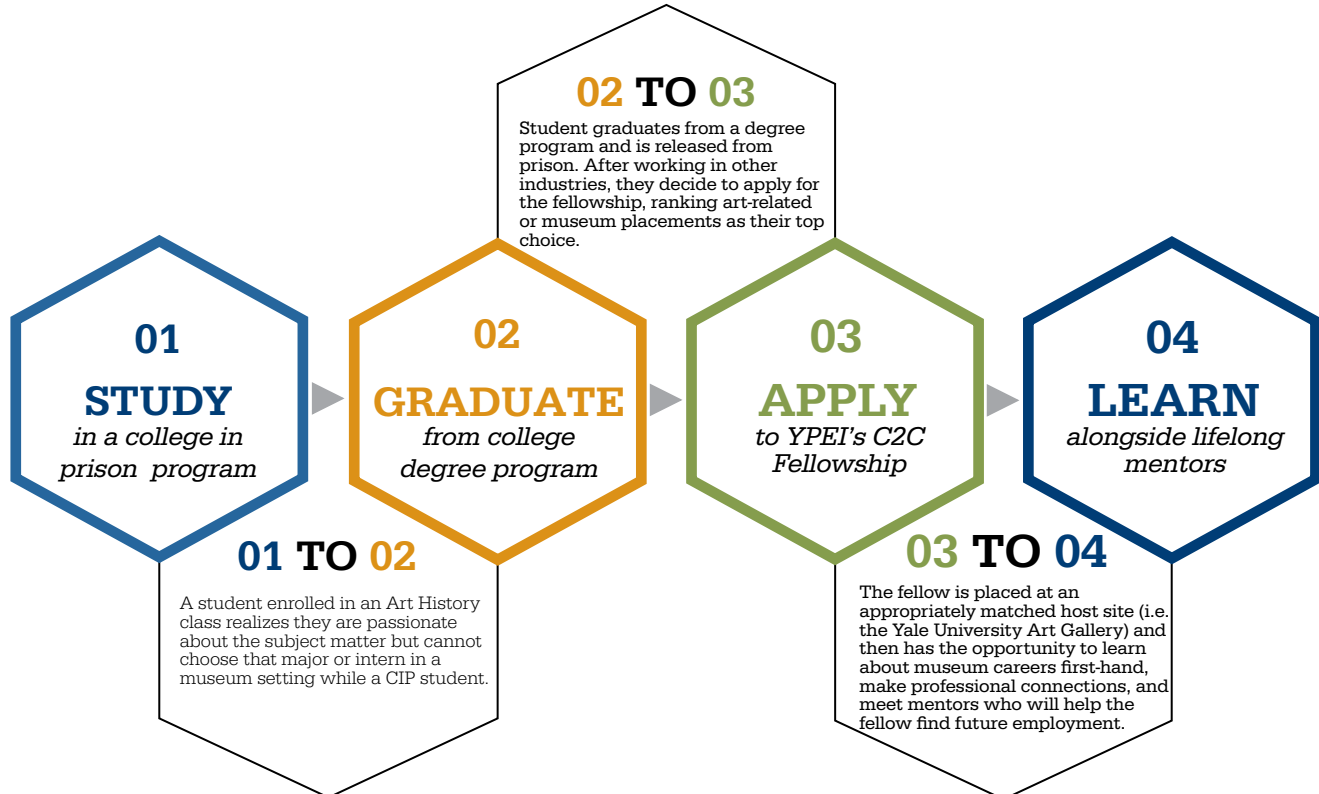 01
STUDY
in a college in
prison program
01 TO 02
A student enrolled in an Art History
class realizes they are passionate
about the subject matter but cannot
choose that major or intern in a
museum setting while a CIP student.
02
GRADUATE
from college
degree program
02 TO 03
Student graduates from a degree
program and is released from
prison. After working in other
industries, they decide to apply for
the fellowship, ranking art-related
or museum placements as their top
choice.
03
APPLY
to YPEI’s C2C
Fellowship
03 TO 04
The fellow is placed at an
appropriately matched host site (i.e.
the Yale University Art Gallery) and
then has the opportunity to learn
about museum careers first-hand,
make professional connections, and
meet mentors who will help the
fellow find future employment.
04
LEARN
alongside lifelong
mentors